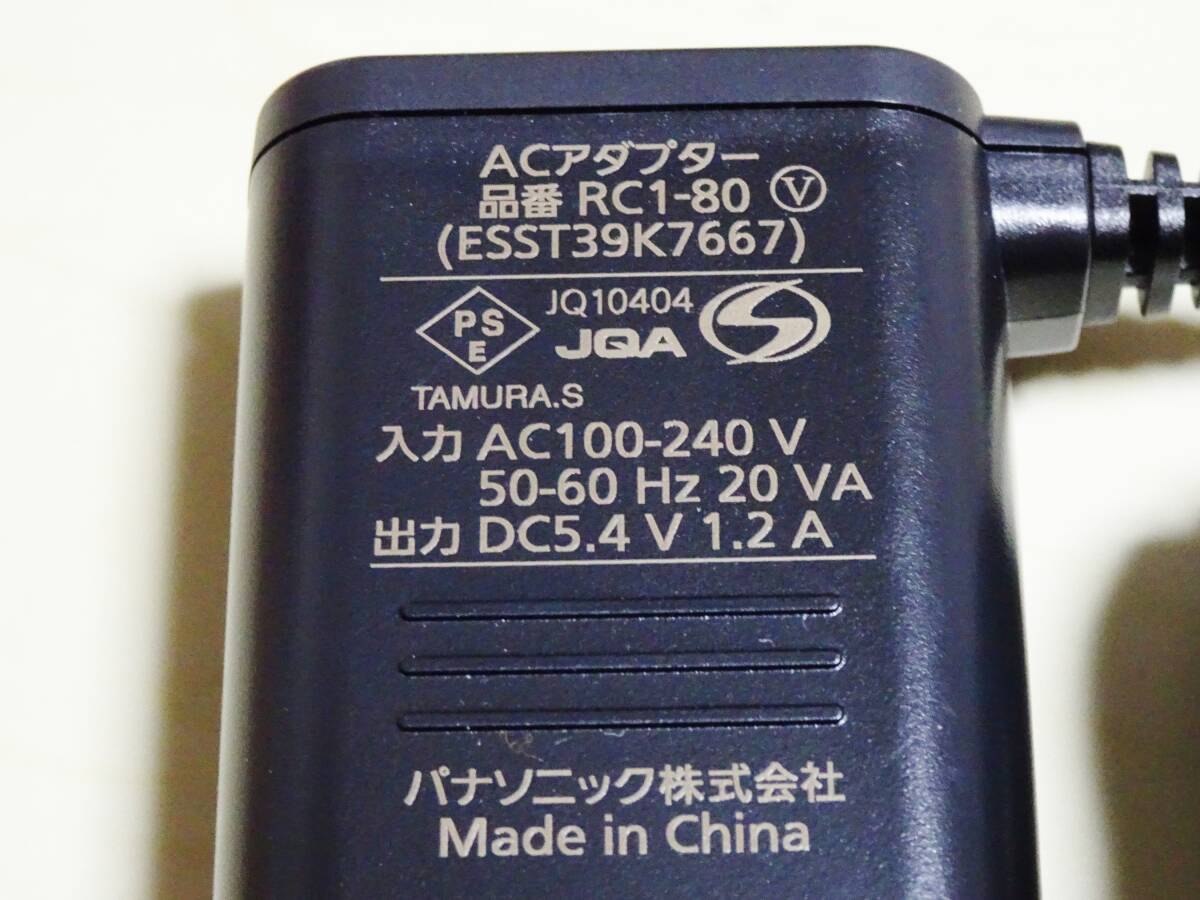 ACアダプター
品番 RC1-80 Ⓥ
(ESST39K7667)
PSE JQ10404
JQA
TAMURA.S
入力 AC100-240 V
50-60 Hz 20 VA
出力 DC5.4 V 1.2 A
パナソニック株式会社
Made in China